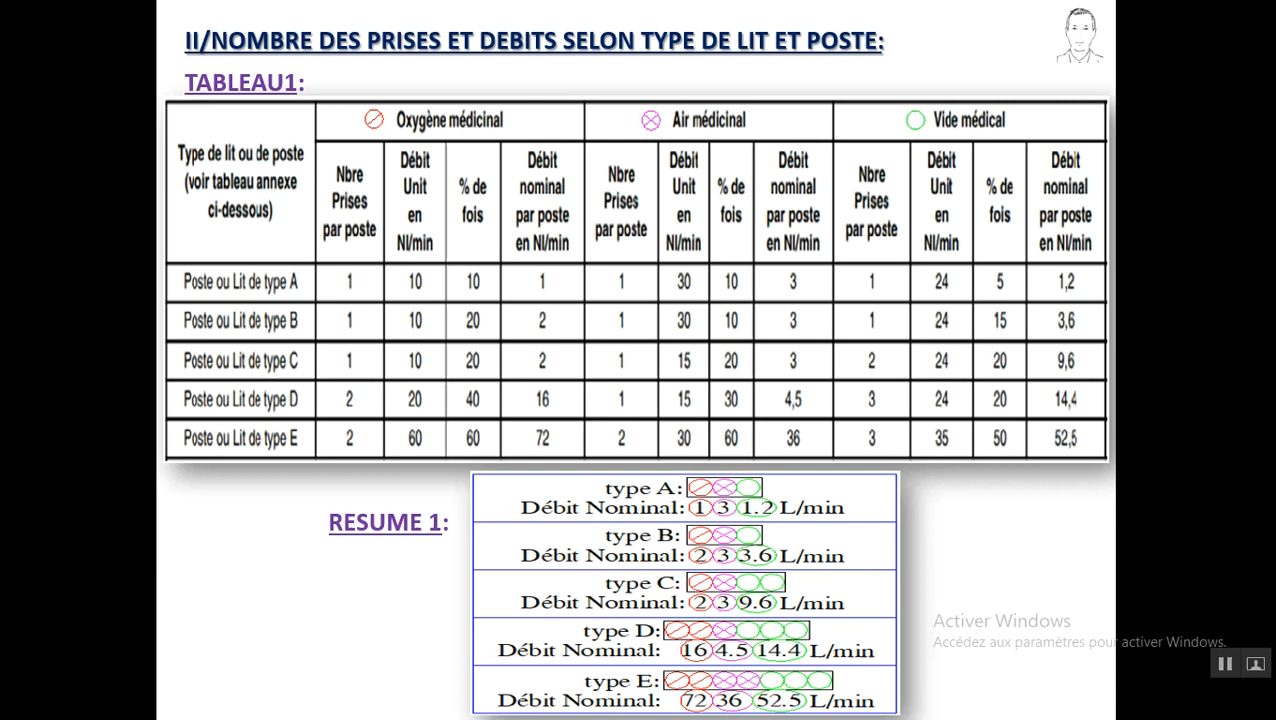 II/NOMBRE DES PRISES ET DEBITS SELON TYPE DE LIT ET POSTE:
TABLEAU1:
Type de lit ou de poste (voir tableau annexe ci-dessous) Oxygène médicinal Air médicinal Vide médical
Nbre Prises par poste Débit Unit en Nl/min % de fois Débit nominal par poste en Nl/min Nbre Prises par poste Débit Unit en Nl/min % de fois Débit nominal par poste en Nl/min Nbre Prises par poste Débit Unit en Nl/min % de fois Débit nominal par poste en Nl/min
Poste ou Lit de type A 1 10 10 1 1 30 10 3 1 24 5 1,2
Poste ou Lit de type B 1 10 20 2 1 30 10 3 1 24 15 3,6
Poste ou Lit de type C 1 10 20 2 1 15 20 3 2 24 20 9,6
Poste ou Lit de type D 2 20 40 16 1 15 30 4,5 3 24 20 14,4
Poste ou Lit de type E 2 60 60 72 2 30 60 36 3 35 50 52,5
RESUME 1:
type A:
Débit Nominal: 1 3 1.2 L/min
type B:
Débit Nominal: 2 3 3.6 L/min
type C:
Débit Nominal: 2 3 9.6 L/min
type D:
Débit Nominal: 16 4.5 14.4 L/min
type E:
Débit Nominal: 72 36 52.5 L/min
Activer Windows
Accédez aux paramètres pour activer Windows.